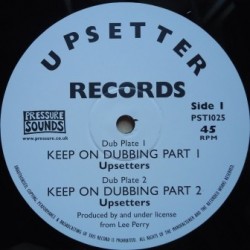 UPSETTER
RECORDS
PRESSURE
SOUNDS
www.pressure.co.uk
Side 1
PST1025
45
RPM
Dub Plate 1
KEEP ON DUBBING PART 1
Upsetters
Dub Plate 2
KEEP ON DUBBING PART 2
Upsetters
Produced by and under license
from Lee Perry